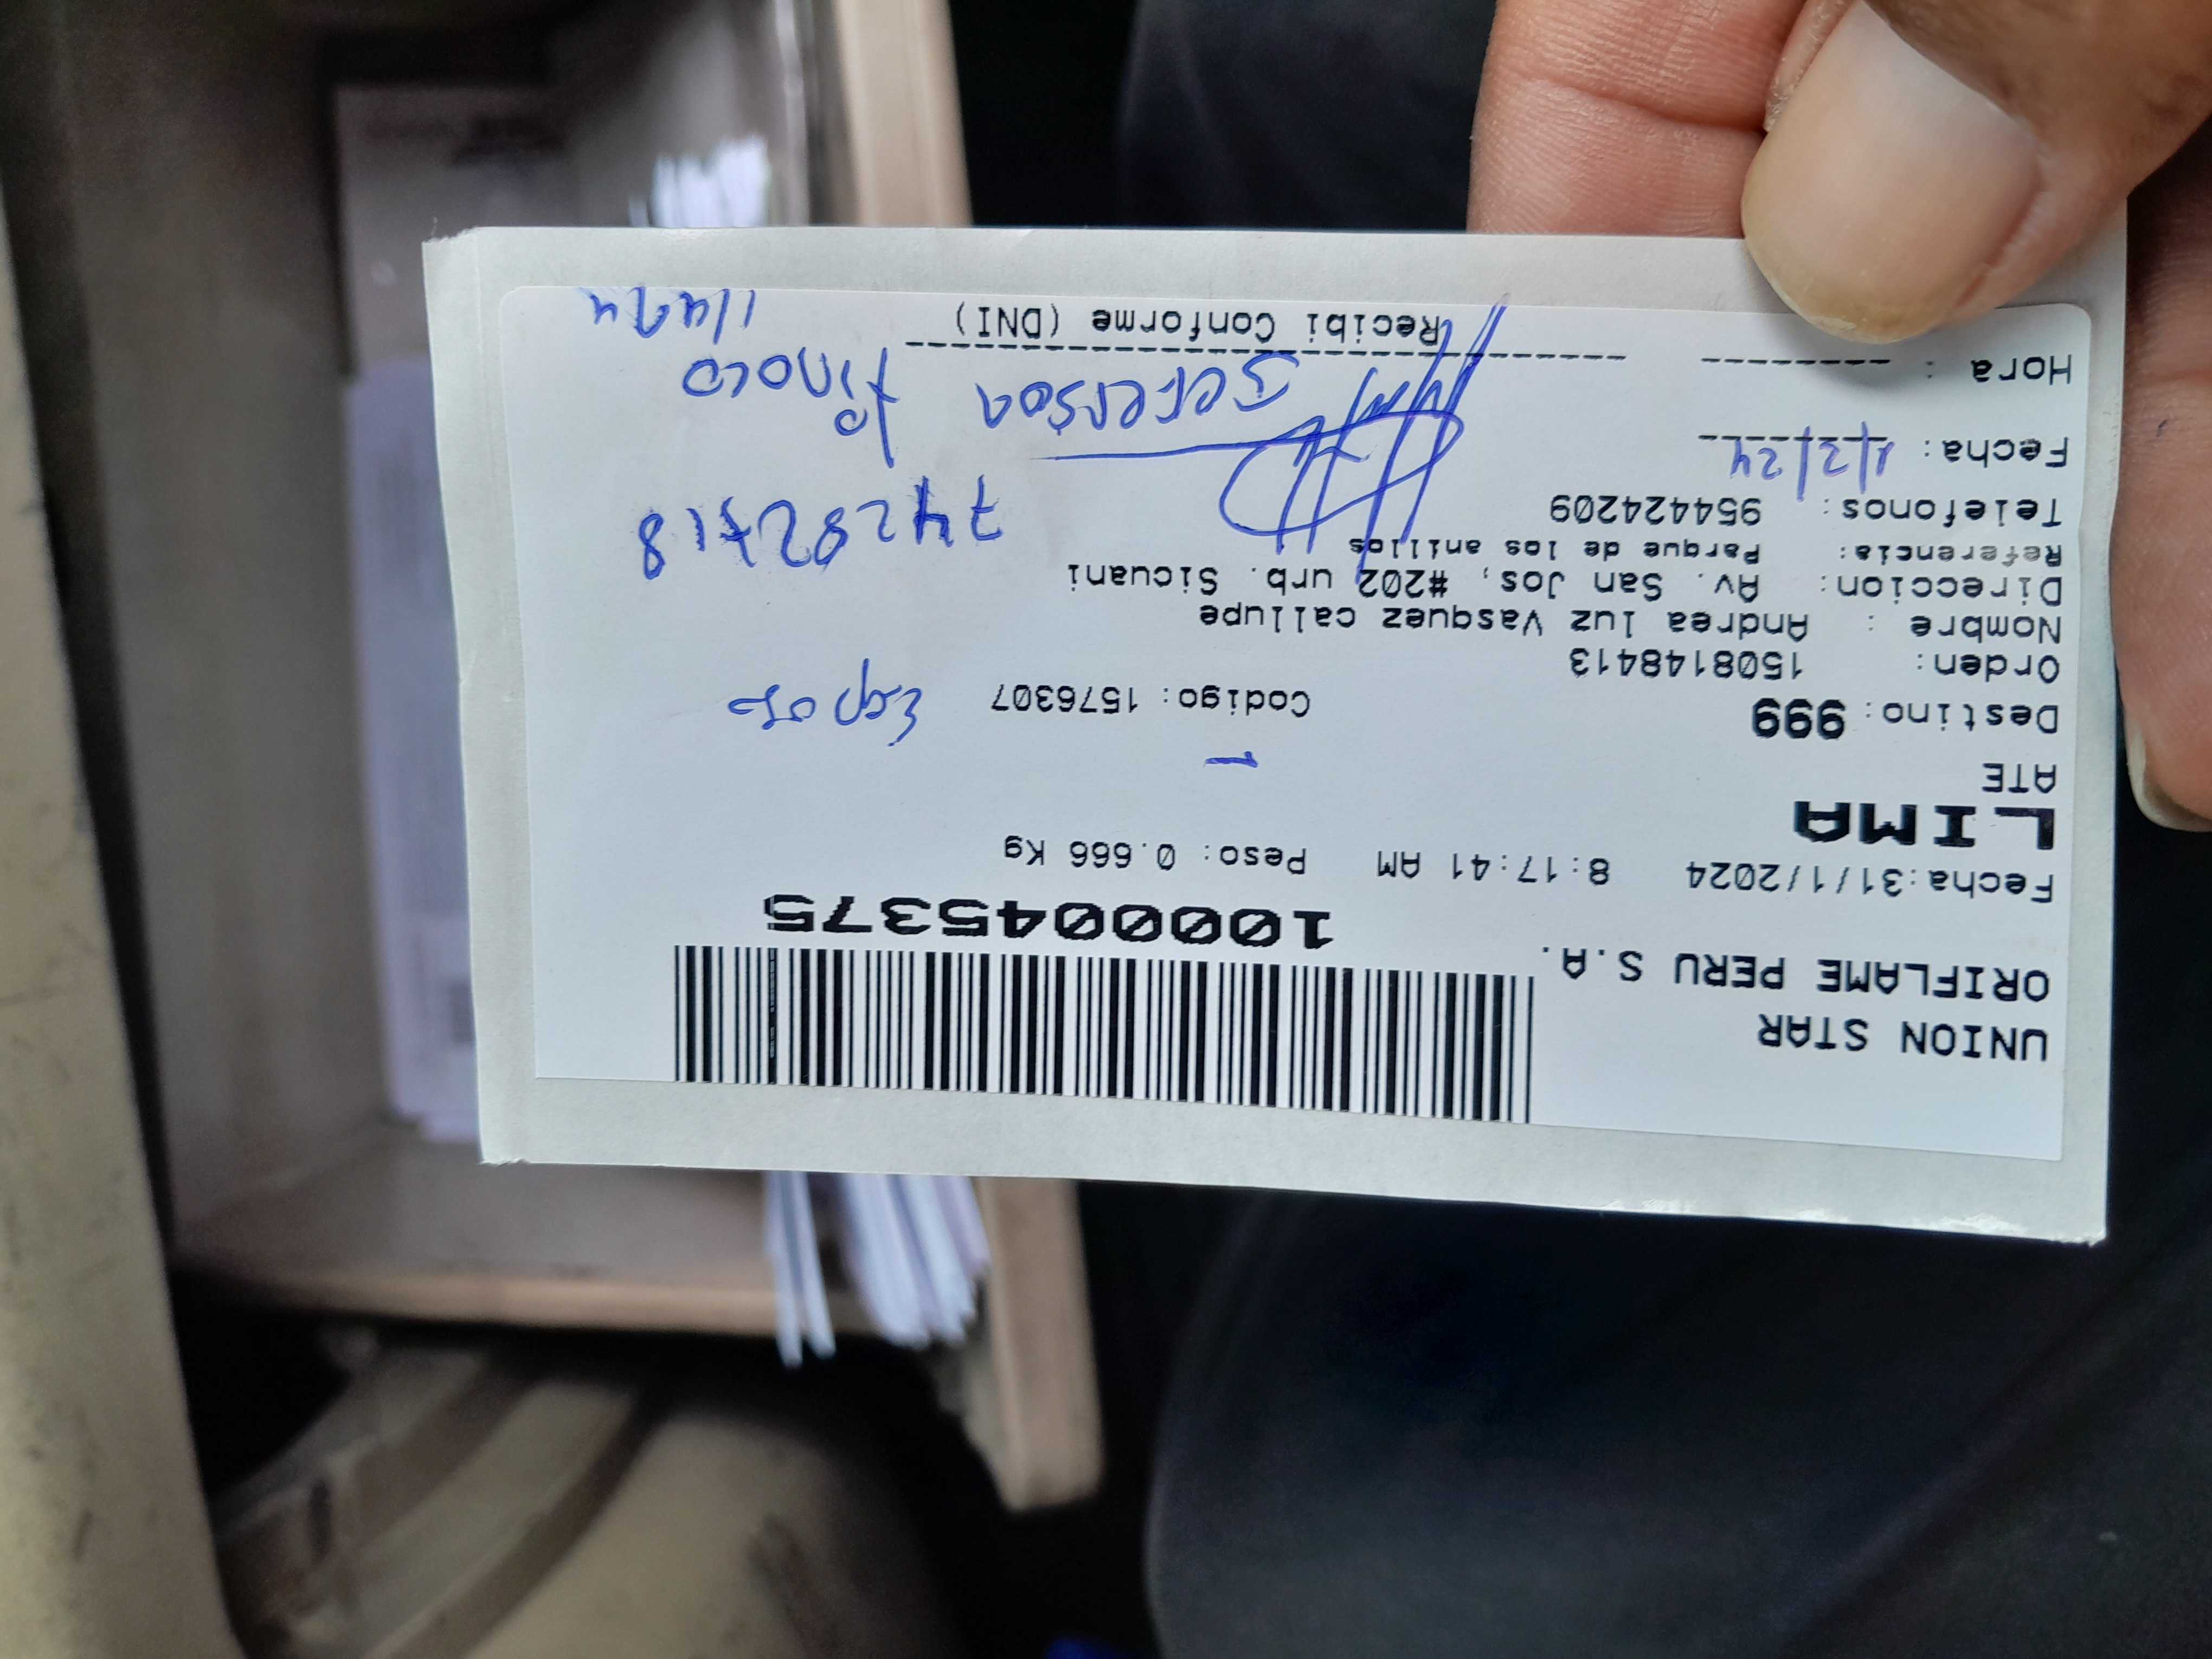 UNION STAR
ORIFLAME PERU S.A.
1000045375
Fecha:31/1/2024 8:17:41 AM Peso: 0.666 Kg
LIMA
ATE
Destino: 999 Codigo: 1576307
Orden: 1508148413
Nombre : Andrea luz Vasquez callupe
Direccion: Av. San Jos, #202 urb. Sicuani
Referencia: Parque de los anillos
Telefonos: 954424209
Fecha: 1/2/24
Jeferson Pinoco
Hora :
Recibi Conforme (DNI)